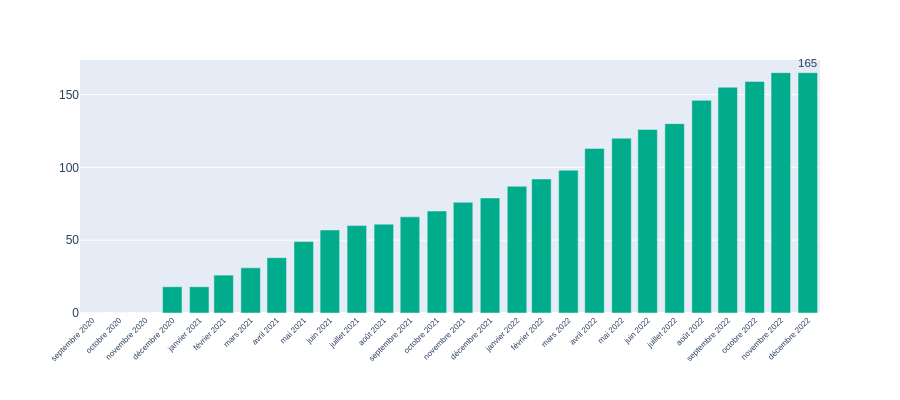 165
150
100
50
0
septembre 2020
octobre 2020
novembre 2020
décembre 2020
janvier 2021
février 2021
mars 2021
avril 2021
mai 2021
juin 2021
juillet 2021
août 2021
septembre 2021
octobre 2021
novembre 2021
décembre 2021
janvier 2022
février 2022
mars 2022
avril 2022
mai 2022
juin 2022
juillet 2022
août 2022
septembre 2022
octobre 2022
novembre 2022
décembre 2022